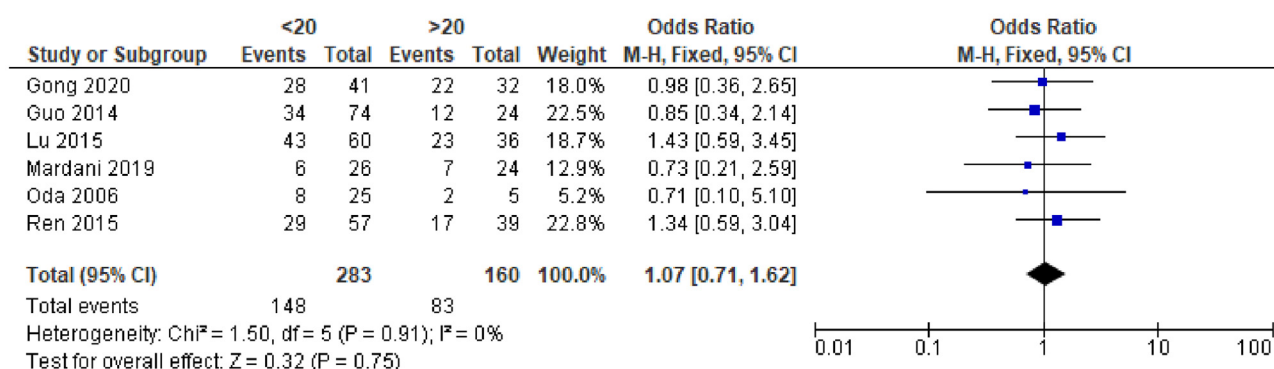 <20 >20 Odds Ratio Odds Ratio
Study or Subgroup Events Total Events Total Weight M-H, Fixed, 95% CI M-H, Fixed, 95% CI
Gong 2020 28 41 22 32 18.0% 0.98 [0.36, 2.65]
Guo 2014 34 74 12 24 22.5% 0.85 [0.34, 2.14]
Lu 2015 43 60 23 36 18.7% 1.43 [0.59, 3.45]
Mardani 2019 6 26 7 24 12.9% 0.73 [0.21, 2.59]
Oda 2006 8 25 2 5 5.2% 0.71 [0.10, 5.10]
Ren 2015 29 57 17 39 22.8% 1.34 [0.59, 3.04]
Total (95% CI) 283 160 100.0% 1.07 [0.71, 1.62]
Total events 148 83
Heterogeneity: Chi² = 1.50, df = 5 (P = 0.91); I² = 0%
Test for overall effect: Z = 0.32 (P = 0.75)
0.01 0.1 1 10 100